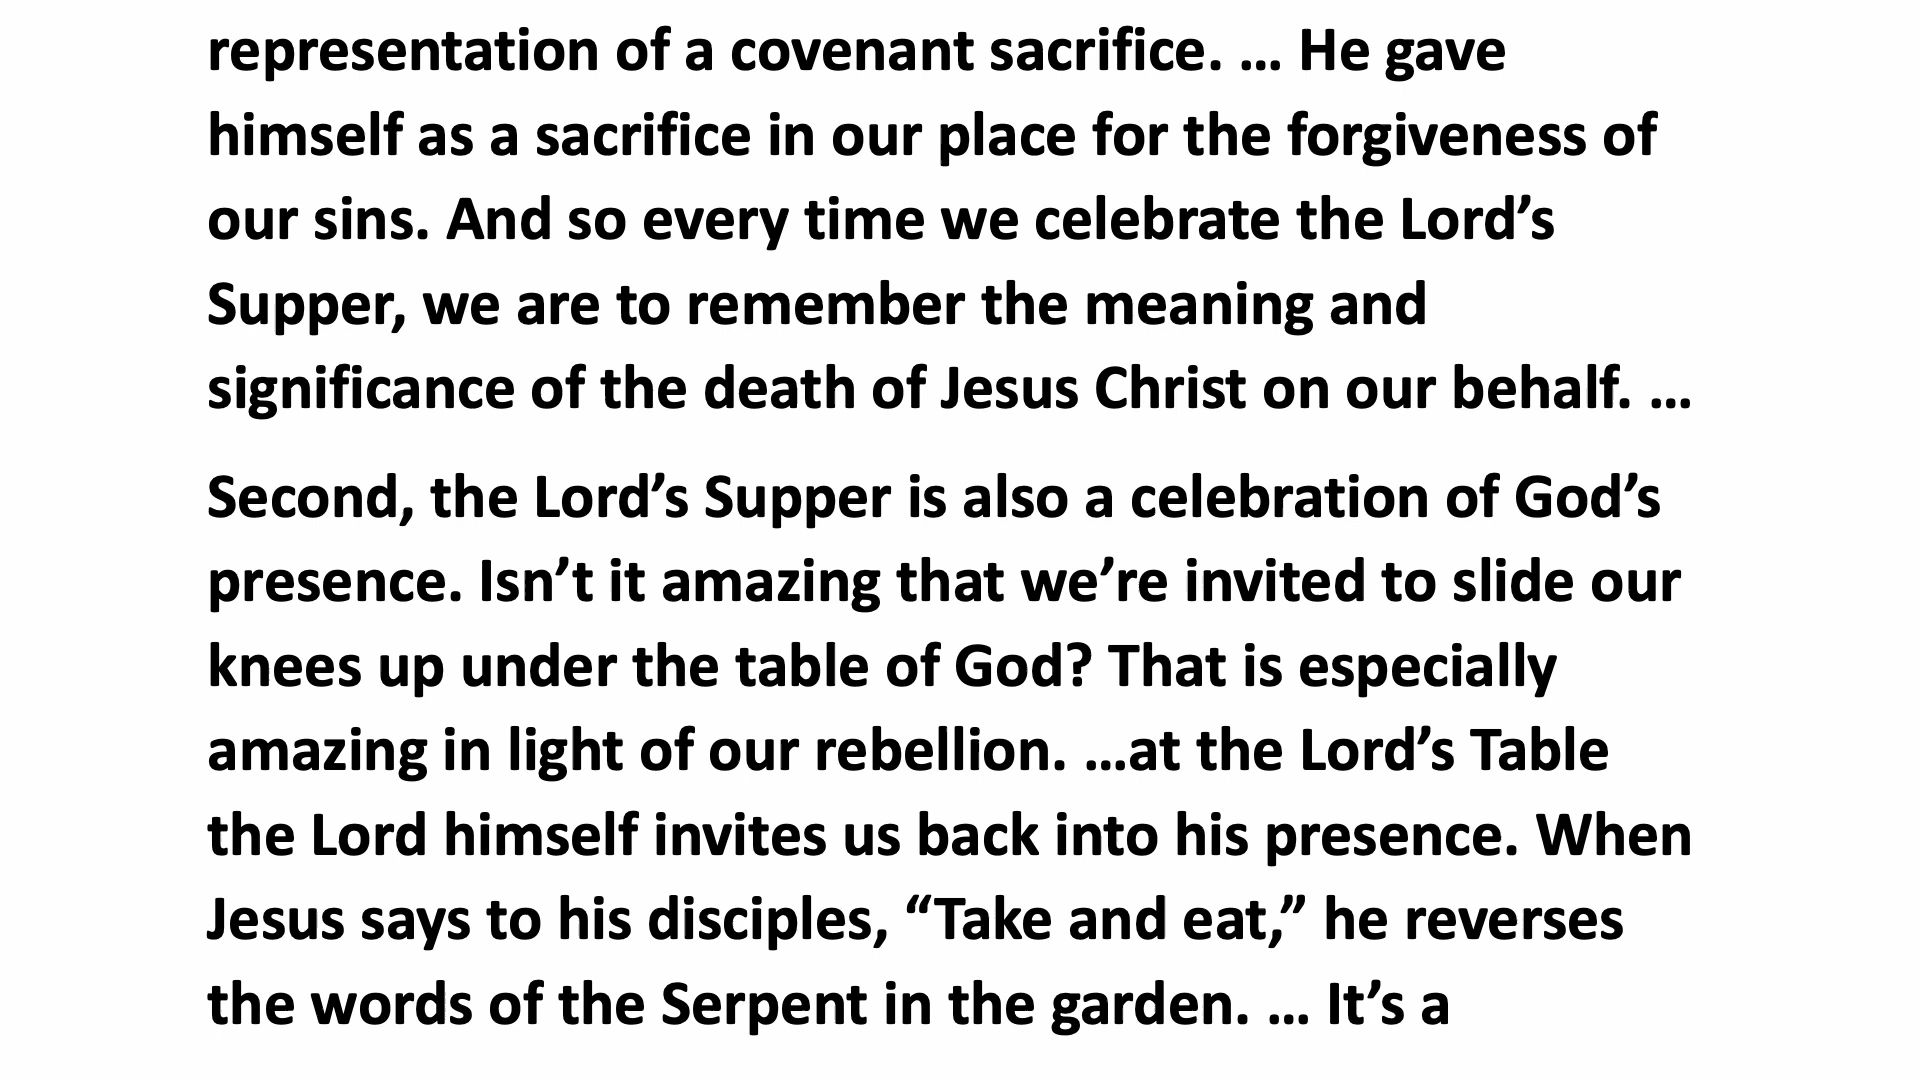 representation of a covenant sacrifice. … He gave
himself as a sacrifice in our place for the forgiveness of
our sins. And so every time we celebrate the Lord’s
Supper, we are to remember the meaning and
significance of the death of Jesus Christ on our behalf. …
Second, the Lord’s Supper is also a celebration of God’s
presence. Isn’t it amazing that we’re invited to slide our
knees up under the table of God? That is especially
amazing in light of our rebellion. …at the Lord’s Table
the Lord himself invites us back into his presence. When
Jesus says to his disciples, “Take and eat,” he reverses
the words of the Serpent in the garden. … It’s a